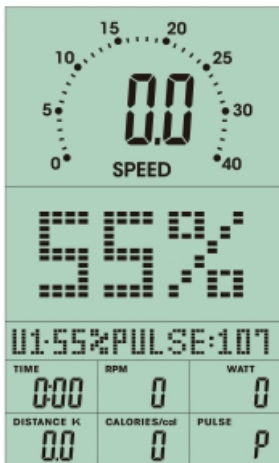 15 20
10 25
5 30
0 40
0.0
SPEED
55%
U1·55%PULSE:107
TIME RPM WATT
0:00 0 0
DISTANCE K CALORIES/cal PULSE
0.0 0 P